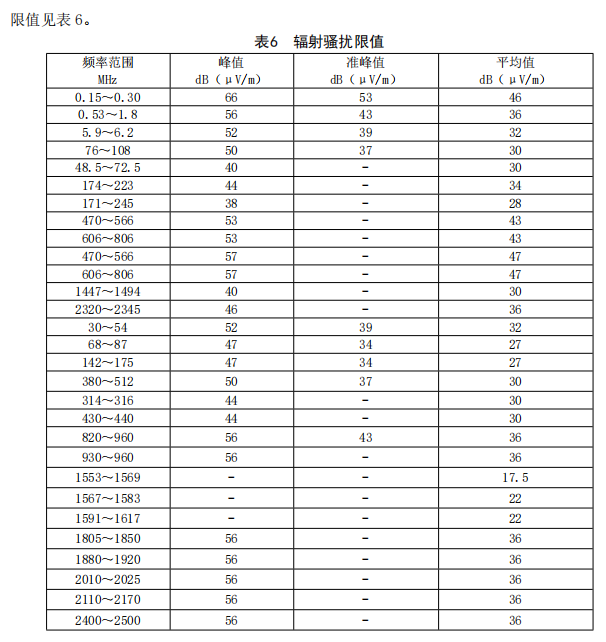 限值见表 6。
表6 辐射骚扰限值
频率范围 峰值 准峰值 平均值
MHz dB（μV/m） dB（μV/m） dB（μV/m）
0.15～0.30 66 53 46
0.53～1.8 56 43 36
5.9～6.2 52 39 32
76～108 50 37 30
48.5～72.5 40 - 30
174～223 44 - 34
171～245 38 - 28
470～566 53 - 43
606～806 53 - 43
470～566 57 - 47
606～806 57 - 47
1447～1494 40 - 30
2320～2345 46 - 36
30～54 52 39 32
68～87 47 34 27
142～175 47 34 27
380～512 50 37 30
314～316 44 - 30
430～440 44 - 30
820～960 56 43 36
930～960 56 - 36
1553～1569 - - 17.5
1567～1583 - - 22
1591～1617 - - 22
1805～1850 56 - 36
1880～1920 56 - 36
2010～2025 56 - 36
2110～2170 56 - 36
2400～2500 56 - 36